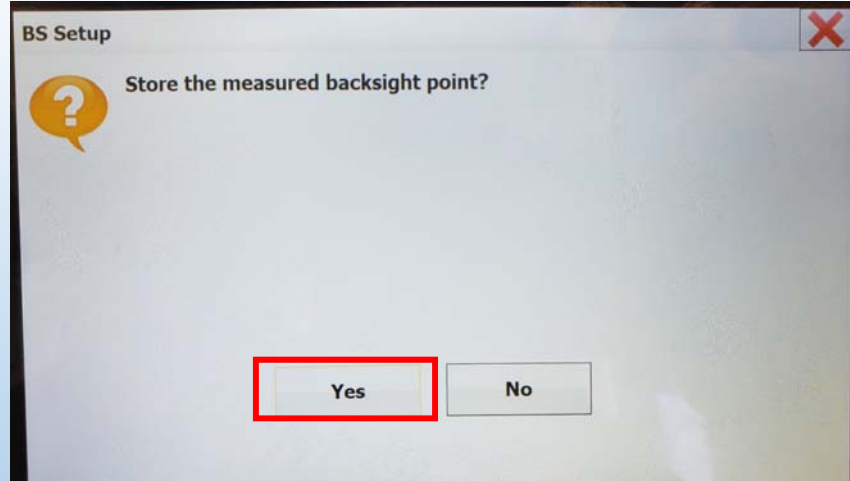 BS Setup
Store the measured backsight point?
Yes
No